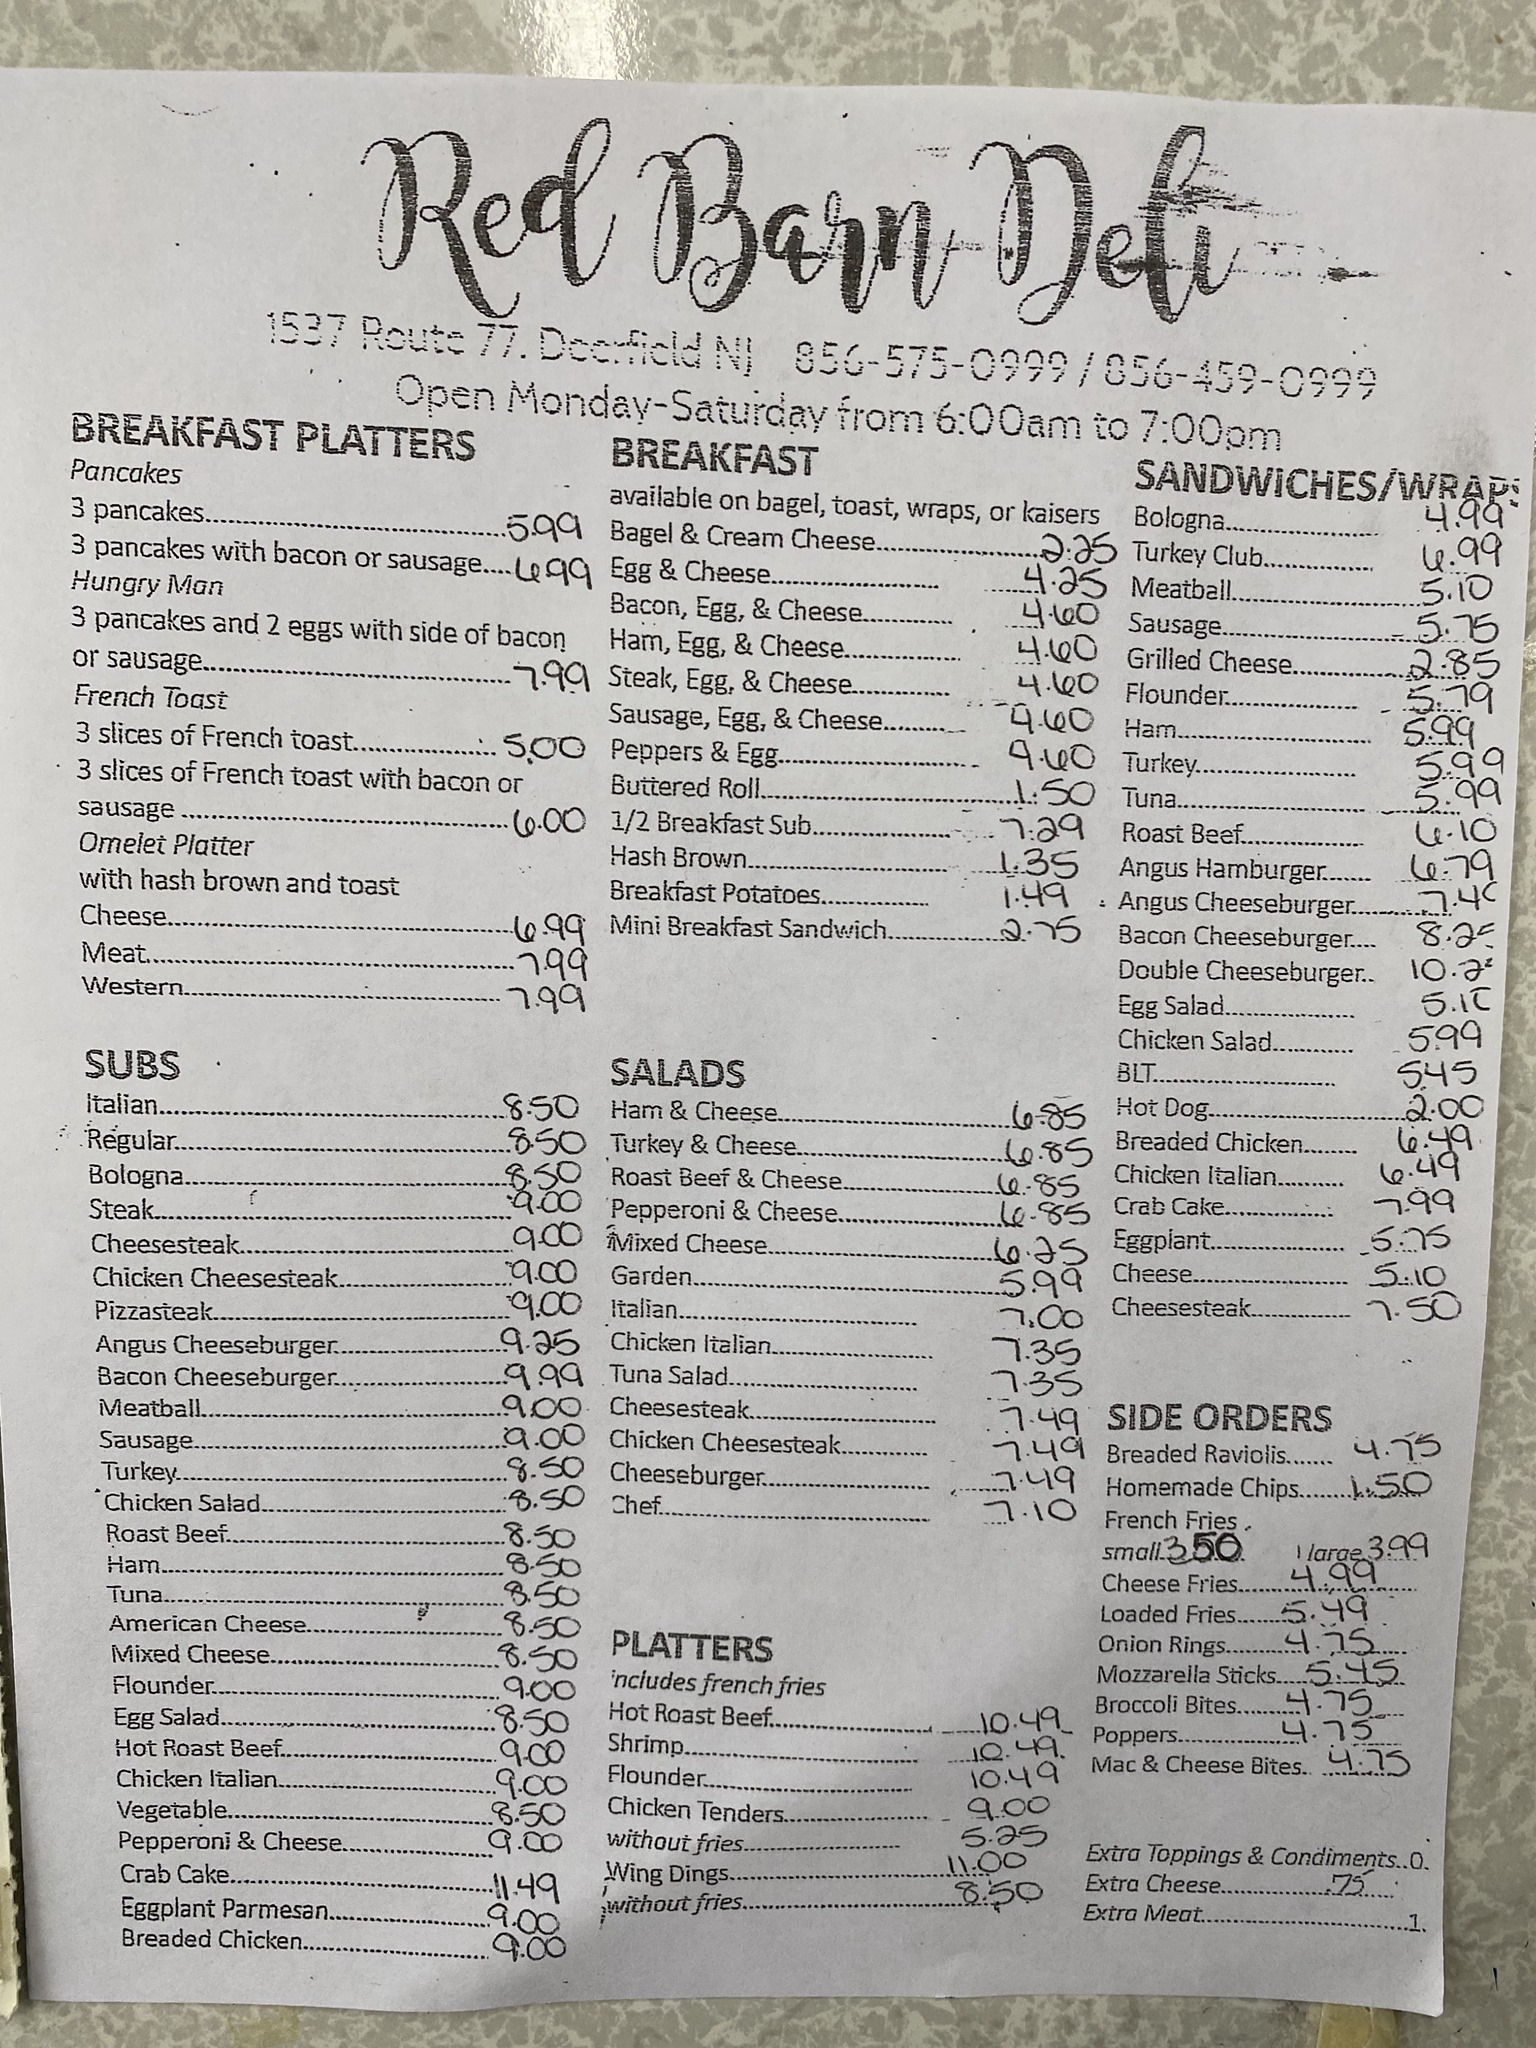 Red Barn Deli
1537 Route 77. Deerfield NJ 856-575-0999 / 856-459-0999
Open Monday-Saturday from 6:00am to 7:00pm
BREAKFAST PLATTERS
Pancakes
3 pancakes 5.99
3 pancakes with bacon or sausage 6.99
Hungry Man
3 pancakes and 2 eggs with side of bacon
or sausage 7.99
French Toast
3 slices of French toast 5.00
3 slices of French toast with bacon or
sausage 6.00
Omelet Platter
with hash brown and toast
Cheese 6.99
Meat 7.99
Western 7.99
BREAKFAST
available on bagel, toast, wraps, or kaisers
Bagel & Cream Cheese 2.25
Egg & Cheese 4.25
Bacon, Egg, & Cheese 4.60
Ham, Egg, & Cheese 4.60
Steak, Egg, & Cheese 4.60
Sausage, Egg, & Cheese 4.60
Peppers & Egg 4.60
Buttered Roll 1.50
1/2 Breakfast Sub 7.29
Hash Brown 1.35
Breakfast Potatoes 1.49
Mini Breakfast Sandwich 2.75
SANDWICHES/WRAPS
Bologna 4.99
Turkey Club 6.99
Meatball 5.10
Sausage 5.75
Grilled Cheese 2.85
Flounder 5.79
Ham 5.99
Turkey 5.99
Tuna 5.99
Roast Beef 6.10
Angus Hamburger 6.79
Angus Cheeseburger
Bacon Cheeseburger
Double Cheeseburger
Egg Salad
Chicken Salad 5.99
BLT 5.45
Hot Dog 2.00
Breaded Chicken 6.49
Chicken Italian 6.49
Crab Cake 7.99
Eggplant 5.75
Cheese 5.10
Cheesesteak 7.50
SUBS
Italian 8.50
Regular 8.50
Bologna 8.50
Steak 9.00
Cheesesteak 9.00
Chicken Cheesesteak 9.00
Pizzasteak 9.00
Angus Cheeseburger 9.25
Bacon Cheeseburger 9.99
Meatball 9.00
Sausage 9.00
Turkey 8.50
Chicken Salad 8.50
Roast Beef 8.50
Ham 8.50
Tuna 8.50
American Cheese 8.50
Mixed Cheese 8.50
Flounder 9.00
Egg Salad 8.50
Hot Roast Beef 9.00
Chicken Italian 9.00
Vegetable 8.50
Pepperoni & Cheese 9.00
Crab Cake 11.49
Eggplant Parmesan 9.00
Breaded Chicken 9.00
SALADS
Ham & Cheese 6.85
Turkey & Cheese 6.85
Roast Beef & Cheese 6.85
Pepperoni & Cheese 6.85
Mixed Cheese 6.25
Garden 5.99
Italian 7.00
Chicken Italian 7.35
Tuna Salad 7.35
Cheesesteak 7.49
Chicken Cheesesteak 7.49
Cheeseburger 7.49
Chef 7.10
PLATTERS
includes french fries
Hot Roast Beef 10.49
Shrimp 10.49
Flounder 10.49
Chicken Tenders 9.00
without fries 5.25
Wing Dings 11.00
without fries 8.50
SIDE ORDERS
Breaded Raviolis 4.75
Homemade Chips 1.50
French Fries
small 3.50 large 3.99
Cheese Fries 4.99
Loaded Fries 5.49
Onion Rings 4.75
Mozzarella Sticks 5.45
Broccoli Bites 4.75
Poppers 4.75
Mac & Cheese Bites 4.75
Extra Toppings & Condiments 0.
Extra Cheese .75
Extra Meat 1.